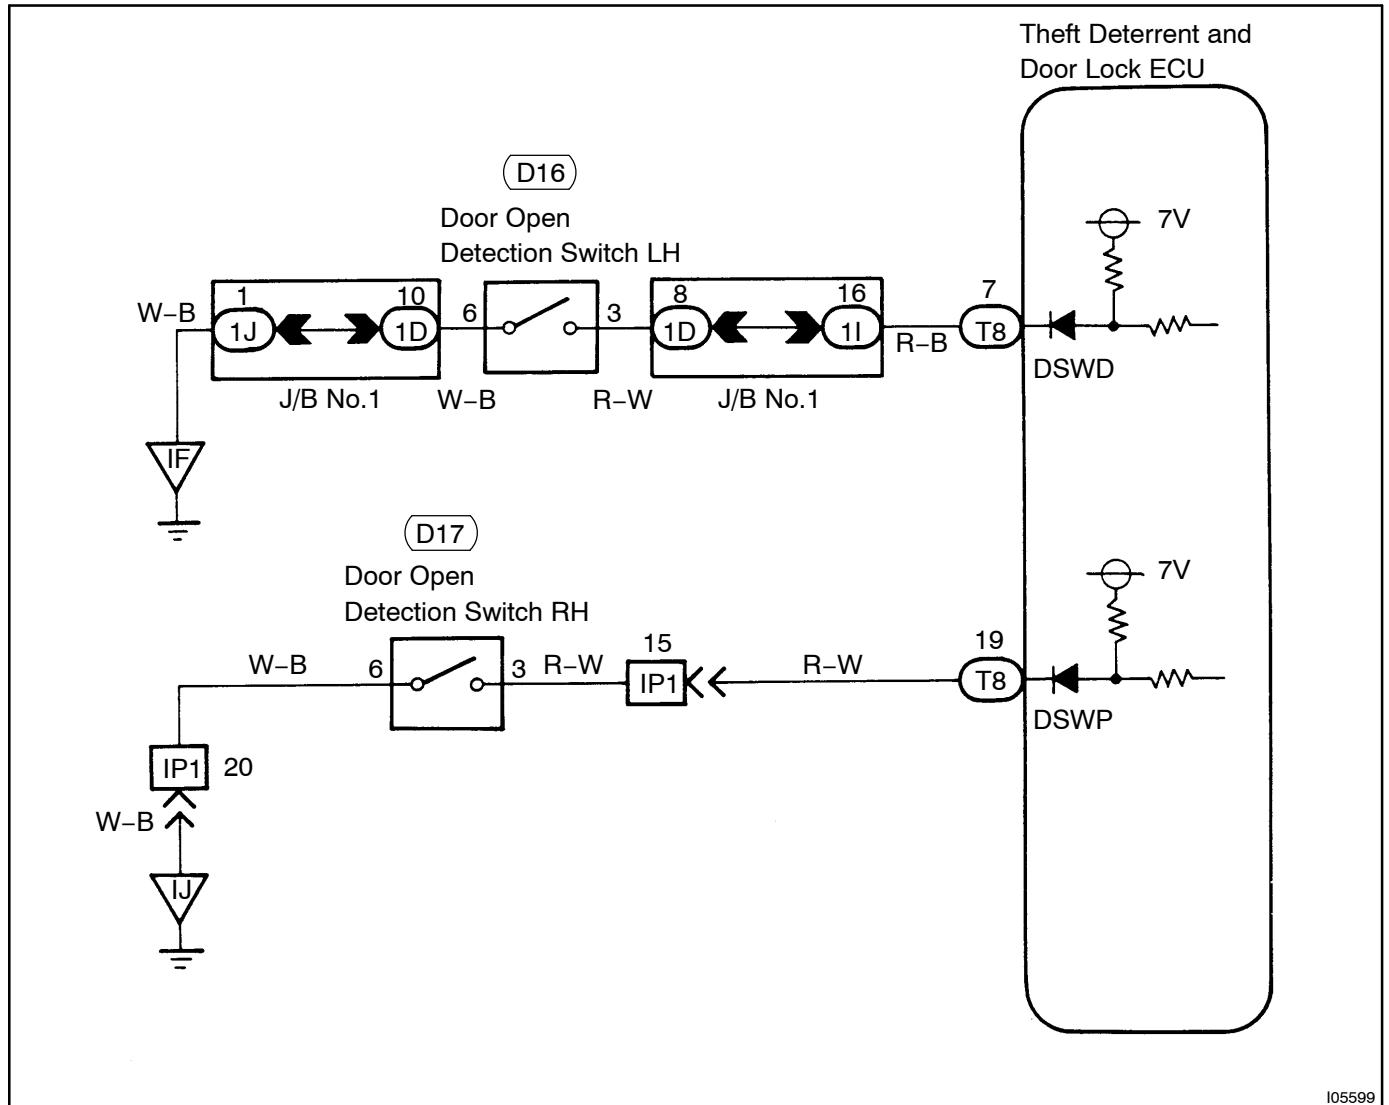 Theft Deterrent and
Door Lock ECU
D16
Door Open
Detection Switch LH
7V
W–B
1
10
6
3
8
16
7
1J
1D
1D
1I
T8
R–B
DSWD
J/B No.1
W–B
R–W
J/B No.1
IF
D17
Door Open
Detection Switch RH
7V
W–B
6
3
R–W
15
IP1
R–W
19
T8
DSWP
IP1
20
W–B
IJ
I05599